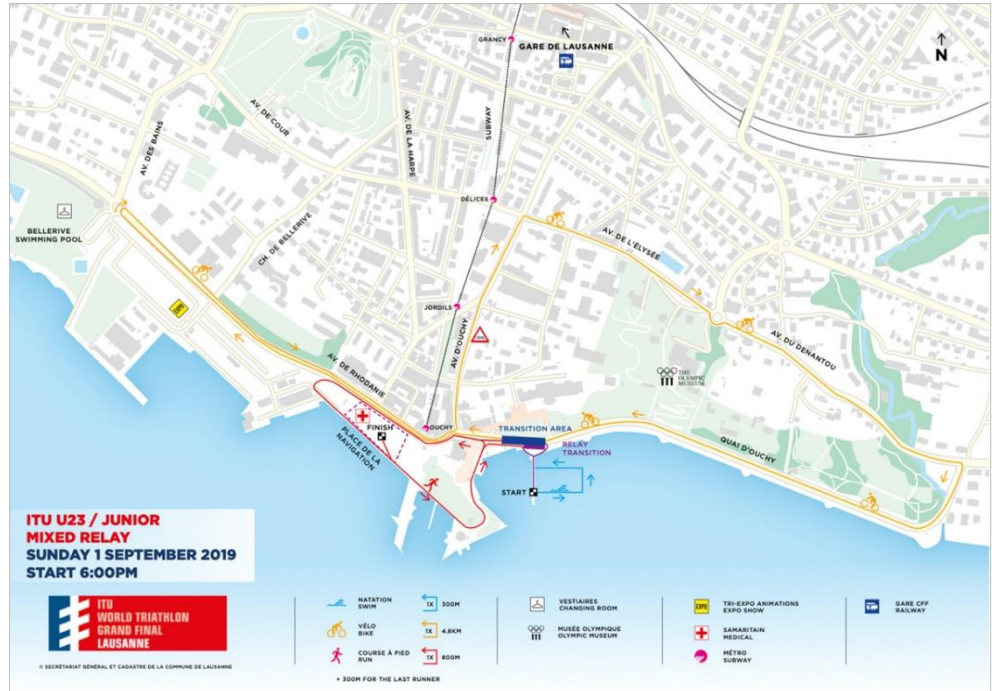 GRANCY
GARE DE LAUSANNE
N
AV. DE COUR
AV. DES BAINS
AV. DE LA HARPE
SUBWAY
DÉLICES
BELLERIVE
SWIMMING POOL
CH. DE BELLERIVE
AV. DE L'ÉLYSÉE
EXPO
JORDILS
AV. D'OUCHY
AV. DU DENANTOU
AV. DE RHODANIE
THE
OLYMPIC
MUSEUM
OUCHY
TRANSITION AREA
FINISH
RELAY
TRANSITION
PLACE DE LA
NAVIGATION
QUAI D'OUCHY
START
ITU U23 / JUNIOR
MIXED RELAY
SUNDAY 1 SEPTEMBER 2019
START 6:00PM
ITU
WORLD TRIATHLON
GRAND FINAL
LAUSANNE
© SECRÉTARIAT GÉNÉRAL ET CADASTRE DE LA COMMUNE DE LAUSANNE
NATATION
SWIM
1X 300M
VÉLO
BIKE
1X 4.8KM
COURSE À PIED
RUN
1X 800M
+ 300M FOR THE LAST RUNNER
VESTIAIRES
CHANGING ROOM
MUSÉE OLYMPIQUE
OLYMPIC MUSEUM
EXPO
TRI-EXPO ANIMATIONS
EXPO SHOW
SAMARITAIN
MEDICAL
MÉTRO
SUBWAY
GARE CFF
RAILWAY